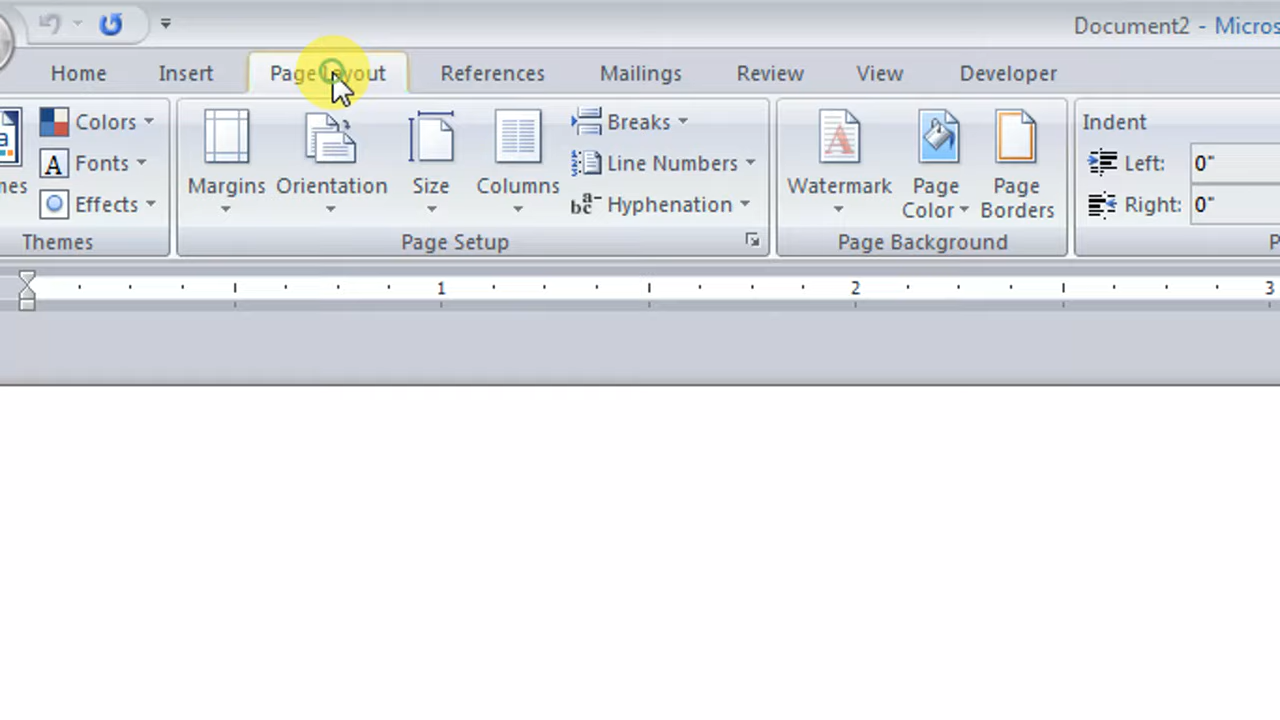 Document2 - Micros
Home Insert Page Layout References Mailings Review View Developer
Colors Breaks Indent
Fonts Line Numbers Left: 0"
Margins Orientation Size Columns Watermark Page Color Page Borders
Effects Hyphenation Right: 0"
Themes Page Setup Page Background P
1 2 3